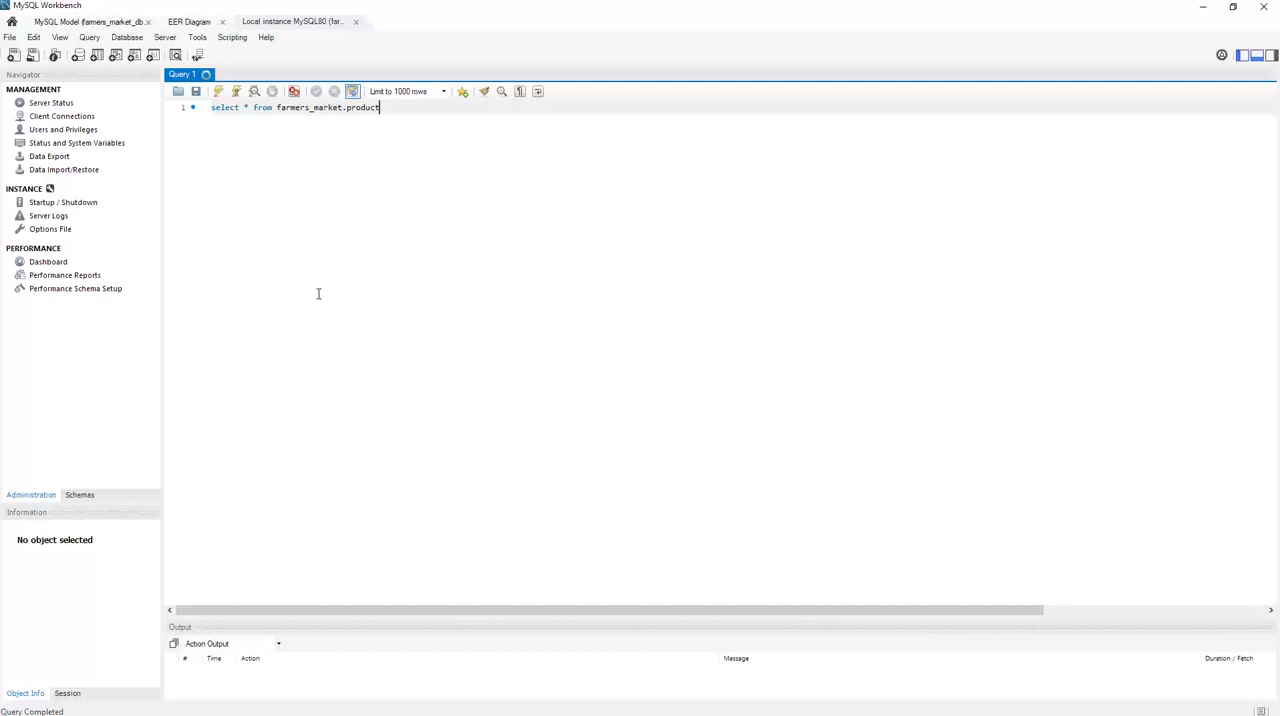 MySQL Workbench
MySQL Model (farmers_market_db. × EER Diagram × Local instance MySQL80 (far... ×
File Edit View Query Database Server Tools Scripting Help
Navigator
MANAGEMENT
Server Status
Client Connections
Users and Privileges
Status and System Variables
Data Export
Data Import/Restore
INSTANCE
Startup / Shutdown
Server Logs
Options File
PERFORMANCE
Dashboard
Performance Reports
Performance Schema Setup
Administration Schemas
Information
No object selected
Object Info Session
Query Completed
Query 1
Limit to 1000 rows
1 select * from farmers_market.product
Output
Action Output
# Time Action Message Duration / Fetch